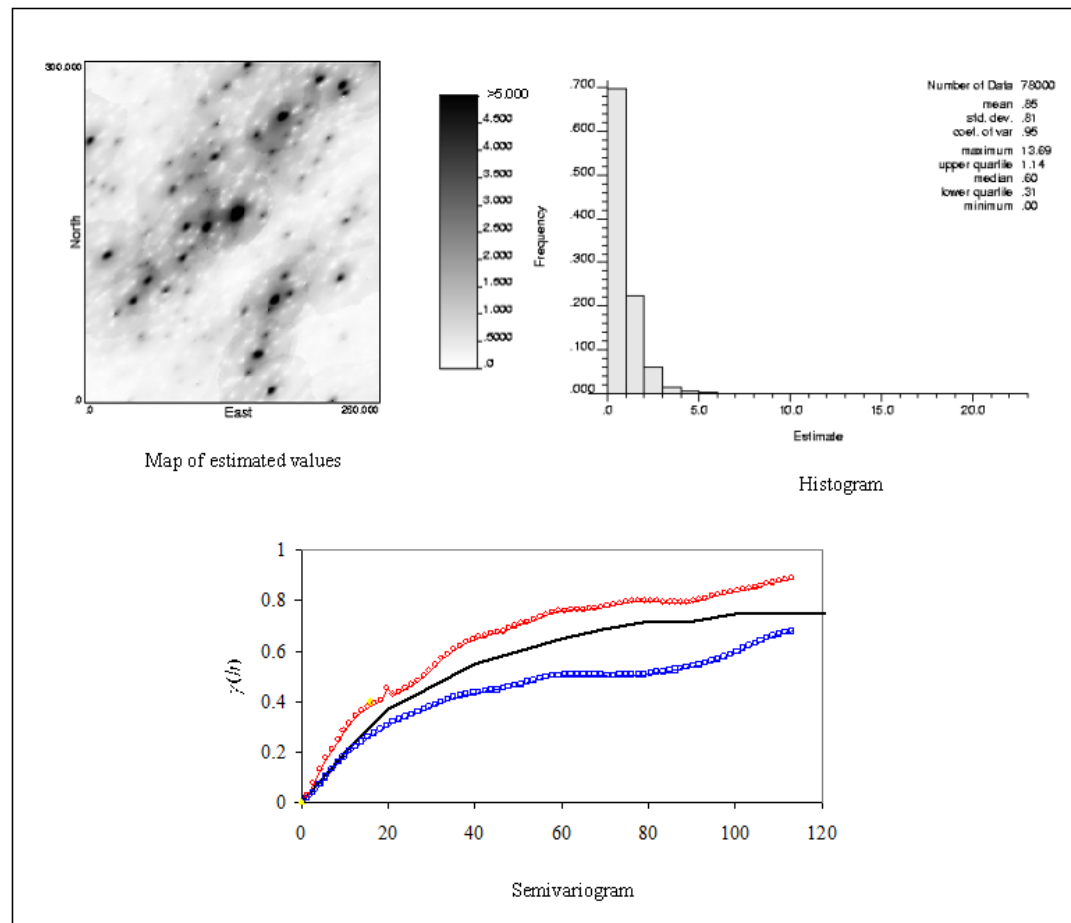 300.000
North
.0
.0
East
260.000
>5.000
4.500
4.000
3.500
3.000
2.500
2.000
1.500
1.000
.5000
.0
Map of estimated values
Frequency
.700
.600
.500
.400
.300
.200
.100
.000
.0
5.0
10.0
15.0
20.0
Estimate
Number of Data 78000
mean .85
std. dev. .81
coef. of var .95
maximum 13.69
upper quartile 1.14
median .60
lower quartile .31
minimum .00
Histogram
γ(h)
1
0.8
0.6
0.4
0.2
0
0
20
40
60
80
100
120
Semivariogram